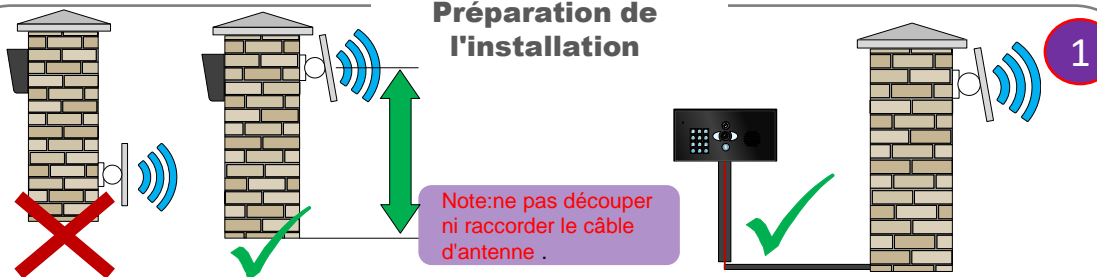 Préparation de
l'installation
1
Note:ne pas découper
ni raccorder le câble
d'antenne .